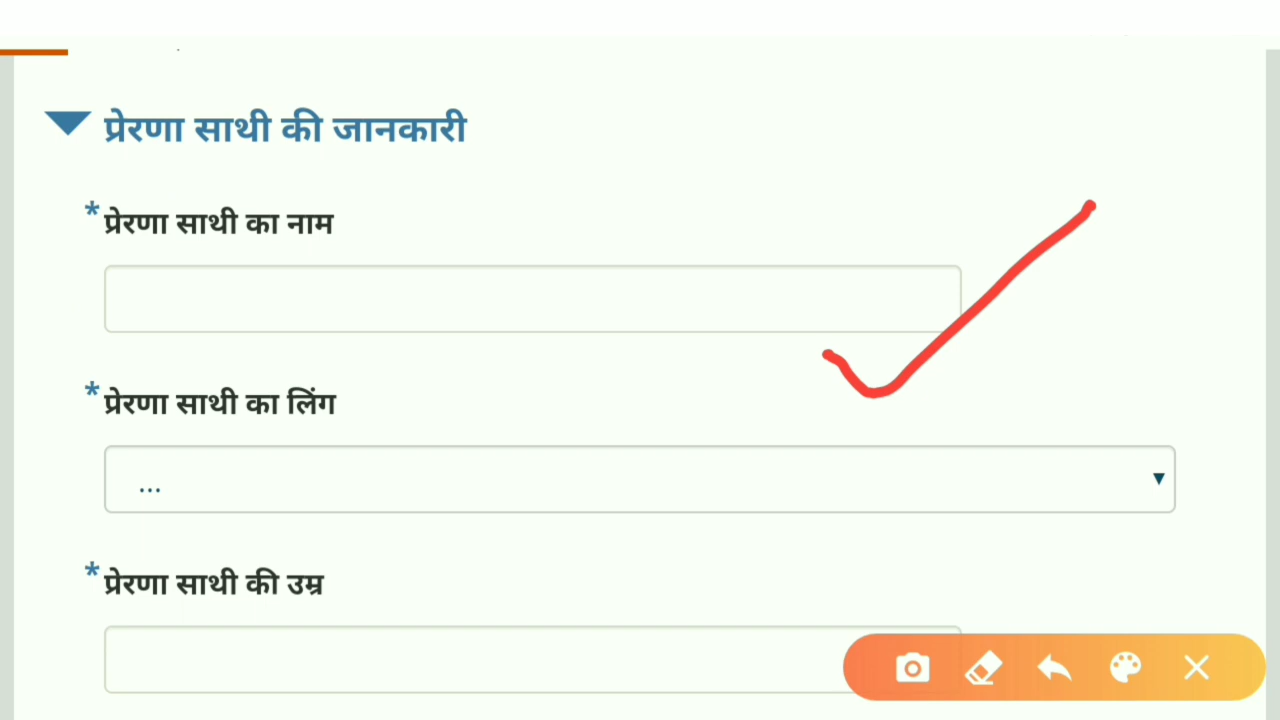 प्रेरणा साथी की जानकारी
* प्रेरणा साथी का नाम
* प्रेरणा साथी का लिंग
...
* प्रेरणा साथी की उम्र